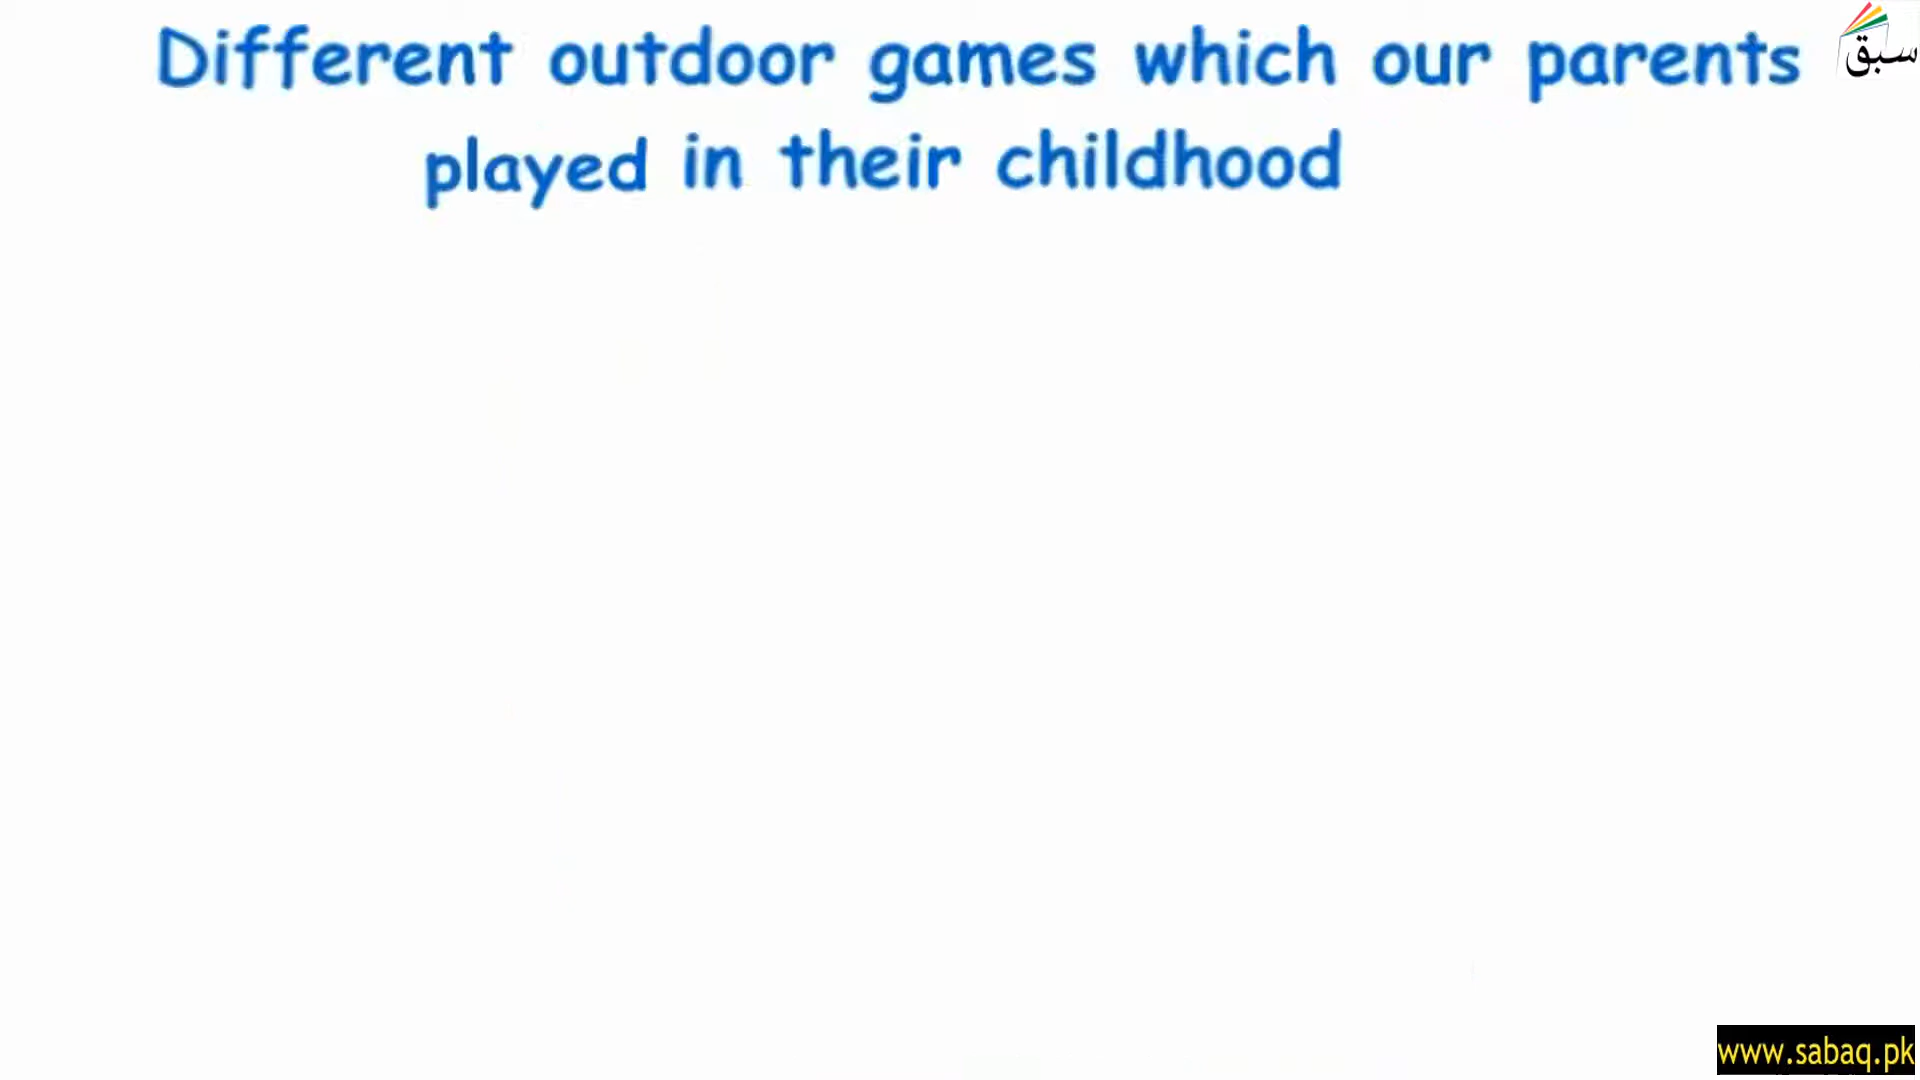 Different outdoor games which our parents
played in their childhood
سبق
www.sabaq.pk